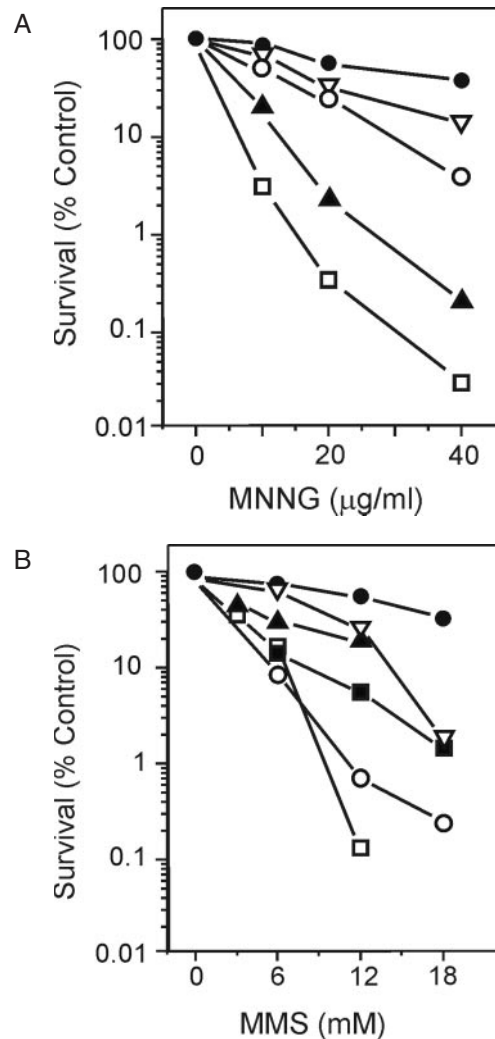 A
Survival (% Control)
100
10
1
0.1
0.01
0
20
40
MNNG (μg/ml)
B
Survival (% Control)
100
10
1
0.1
0.01
0
6
12
18
MMS (mM)